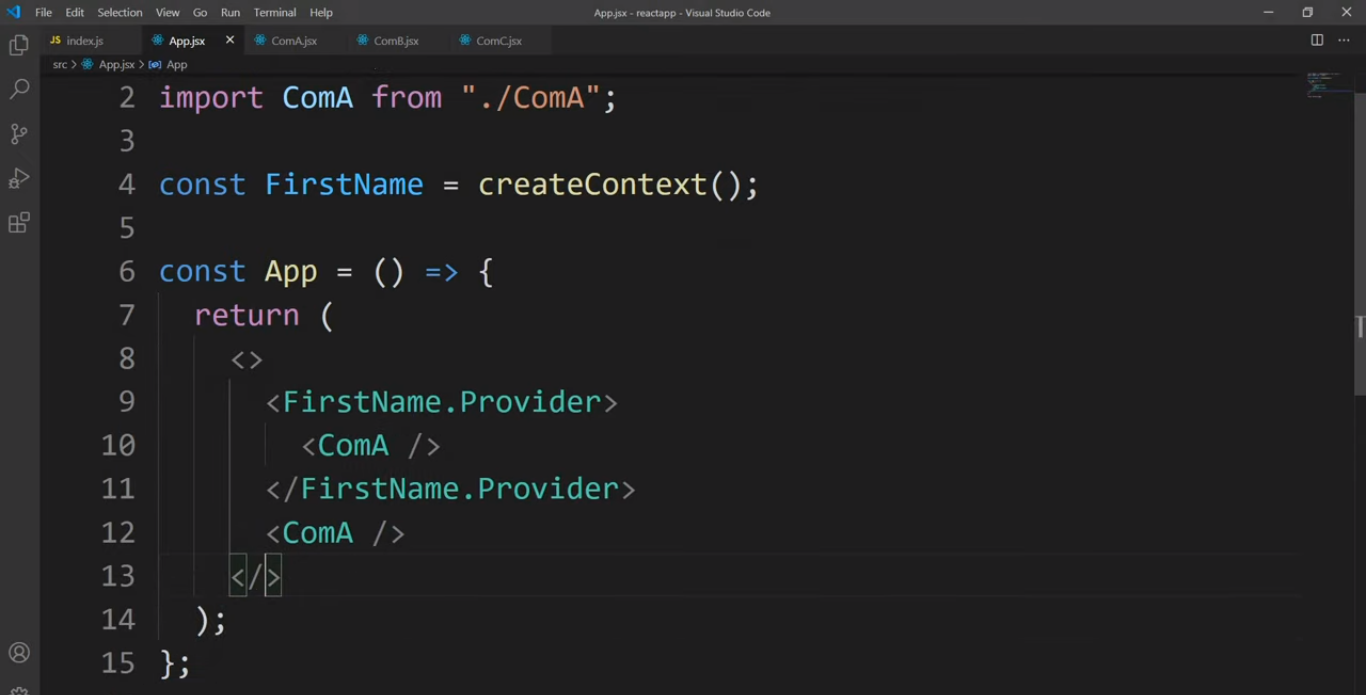 File Edit Selection View Go Run Terminal Help App.jsx - reactapp - Visual Studio Code
JS index.js App.jsx ComA.jsx ComB.jsx ComC.jsx
src > App.jsx > App
2 import ComA from "./ComA";
3
4 const FirstName = createContext();
5
6 const App = () => {
7 return (
8 <>
9 <FirstName.Provider>
10 <ComA />
11 </FirstName.Provider>
12 <ComA />
13 </>
14 );
15 };